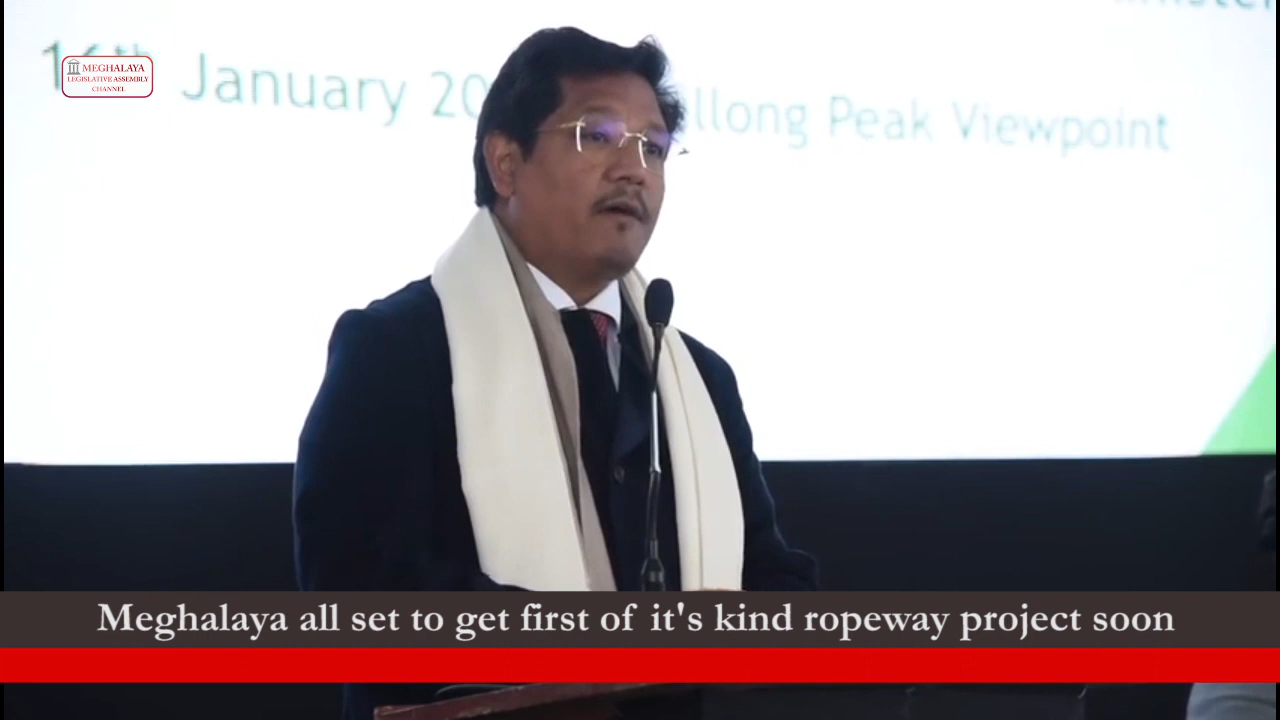 16th January 20
llong Peak Viewpoint
MEGHALAYA
LEGISLATIVE ASSEMBLY
CHANNEL
Meghalaya all set to get first of it's kind ropeway project soon